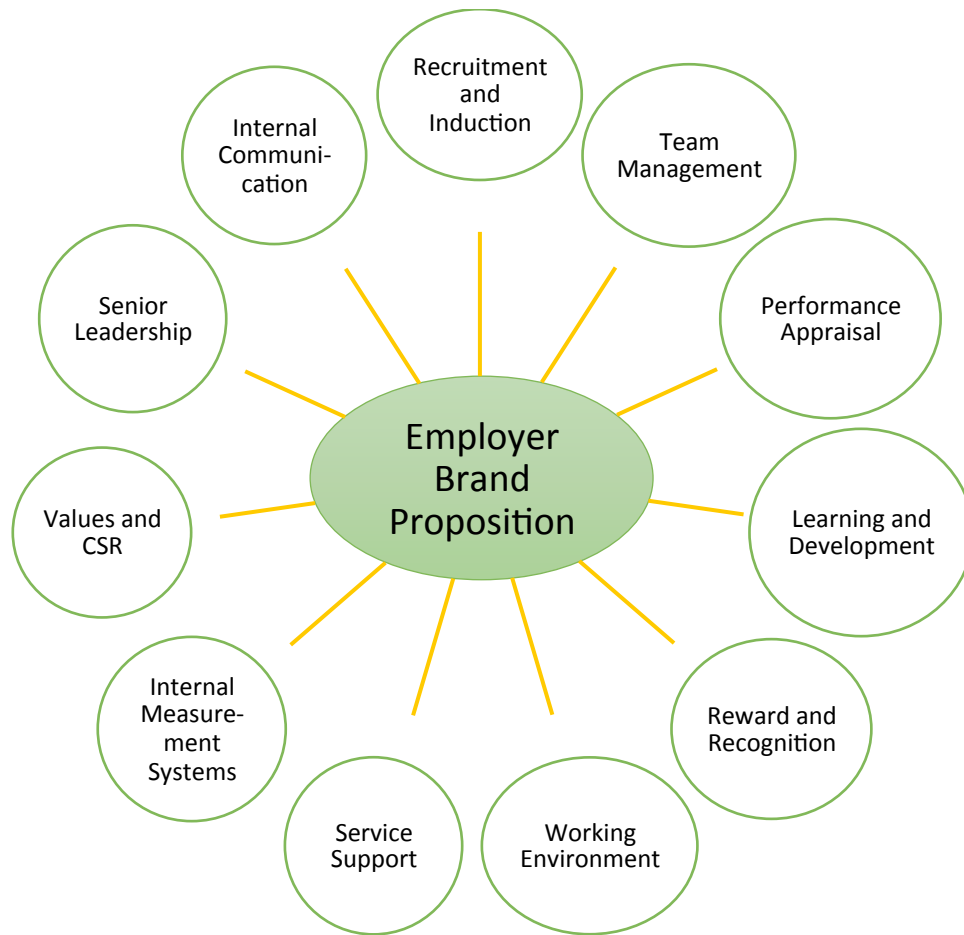 Recruitment
and
Induction
Team
Management
Performance
Appraisal
Learning and
Development
Reward and
Recognition
Working
Environment
Service
Support
Internal
Measure-
ment
Systems
Values and
CSR
Senior
Leadership
Internal
Communi-
cation
Employer
Brand
Proposition